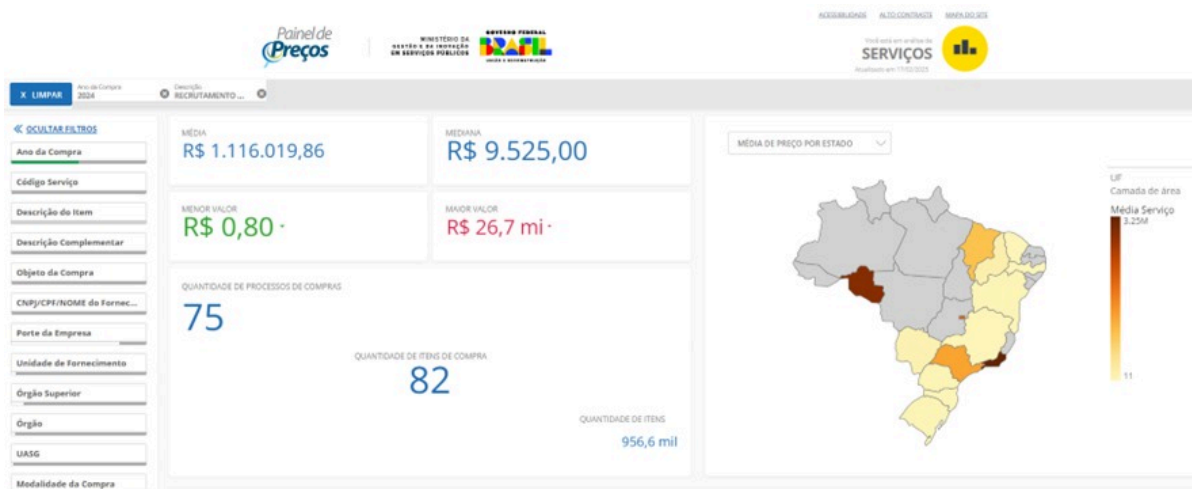 ACESSIBILIDADE ALTO CONTRASTE MAPA DO SITE
Painel de
Preços
MINISTÉRIO DA
GESTÃO E DA INOVAÇÃO
EM SERVIÇOS PÚBLICOS
GOVERNO FEDERAL
BRASIL
UNIÃO E RECONSTRUÇÃO
Você está em análise de
SERVIÇOS
Atualizado em 17/02/2025
X LIMPAR
Ano da Compra
2024
Descrição
RECRUTAMENTO ...
OCULTAR FILTROS
Ano da Compra
Código Serviço
Descrição do Item
Descrição Complementar
Objeto da Compra
CNPJ/CPF/NOME do Fornec...
Porte da Empresa
Unidade de Fornecimento
Órgão Superior
Órgão
UASG
Modalidade da Compra
MÉDIA
R$ 1.116.019,86
MEDIANA
R$ 9.525,00
MENOR VALOR
R$ 0,80
MAIOR VALOR
R$ 26,7 mi
QUANTIDADE DE PROCESSOS DE COMPRAS
75
QUANTIDADE DE ITENS DE COMPRA
82
QUANTIDADE DE ITENS
956,6 mil
MÉDIA DE PREÇO POR ESTADO
UF
Camada de área
Média Serviço
3.25M
11